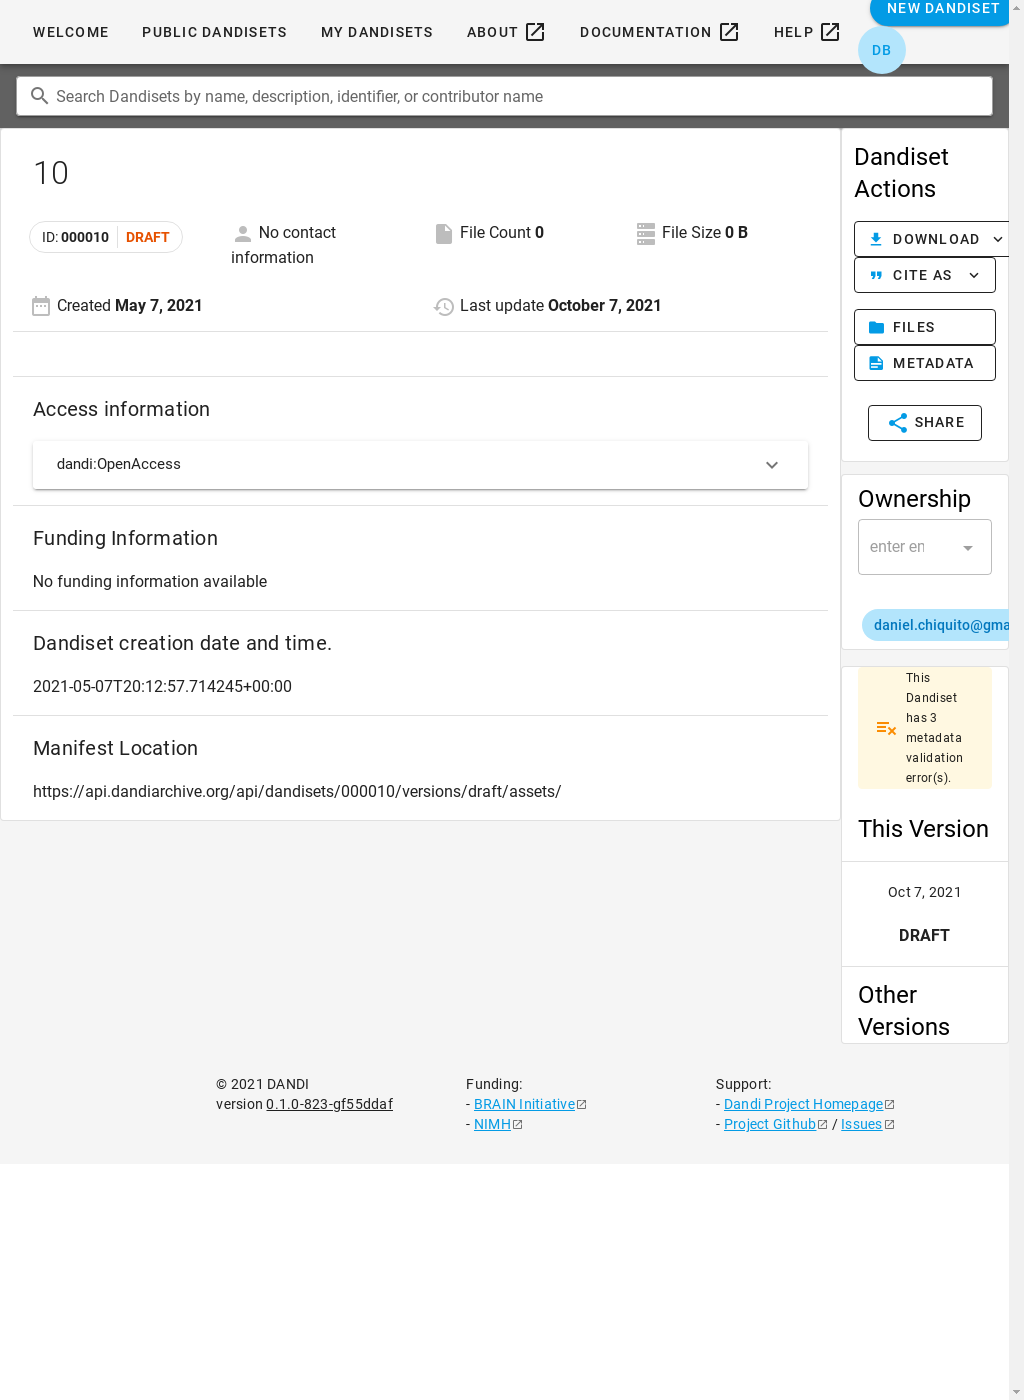 WELCOME PUBLIC DANDISETS MY DANDISETS ABOUT DOCUMENTATION HELP NEW DANDISET
DB
Search Dandisets by name, description, identifier, or contributor name
10
ID: 000010 DRAFT
No contact information
File Count 0
File Size 0 B
Created May 7, 2021
Last update October 7, 2021
Access information
dandi:OpenAccess
Funding Information
No funding information available
Dandiset creation date and time.
2021-05-07T20:12:57.714245+00:00
Manifest Location
https://api.dandiarchive.org/api/dandisets/000010/versions/draft/assets/
Dandiset
Actions
DOWNLOAD
CITE AS
FILES
METADATA
SHARE
Ownership
enter en
daniel.chiquito@gma
This
Dandiset
has 3
metadata
validation
error(s).
This Version
Oct 7, 2021
DRAFT
Other
Versions
© 2021 DANDI
version 0.1.0-823-gf55ddaf
Funding:
- BRAIN Initiative
- NIMH
Support:
- Dandi Project Homepage
- Project Github / Issues